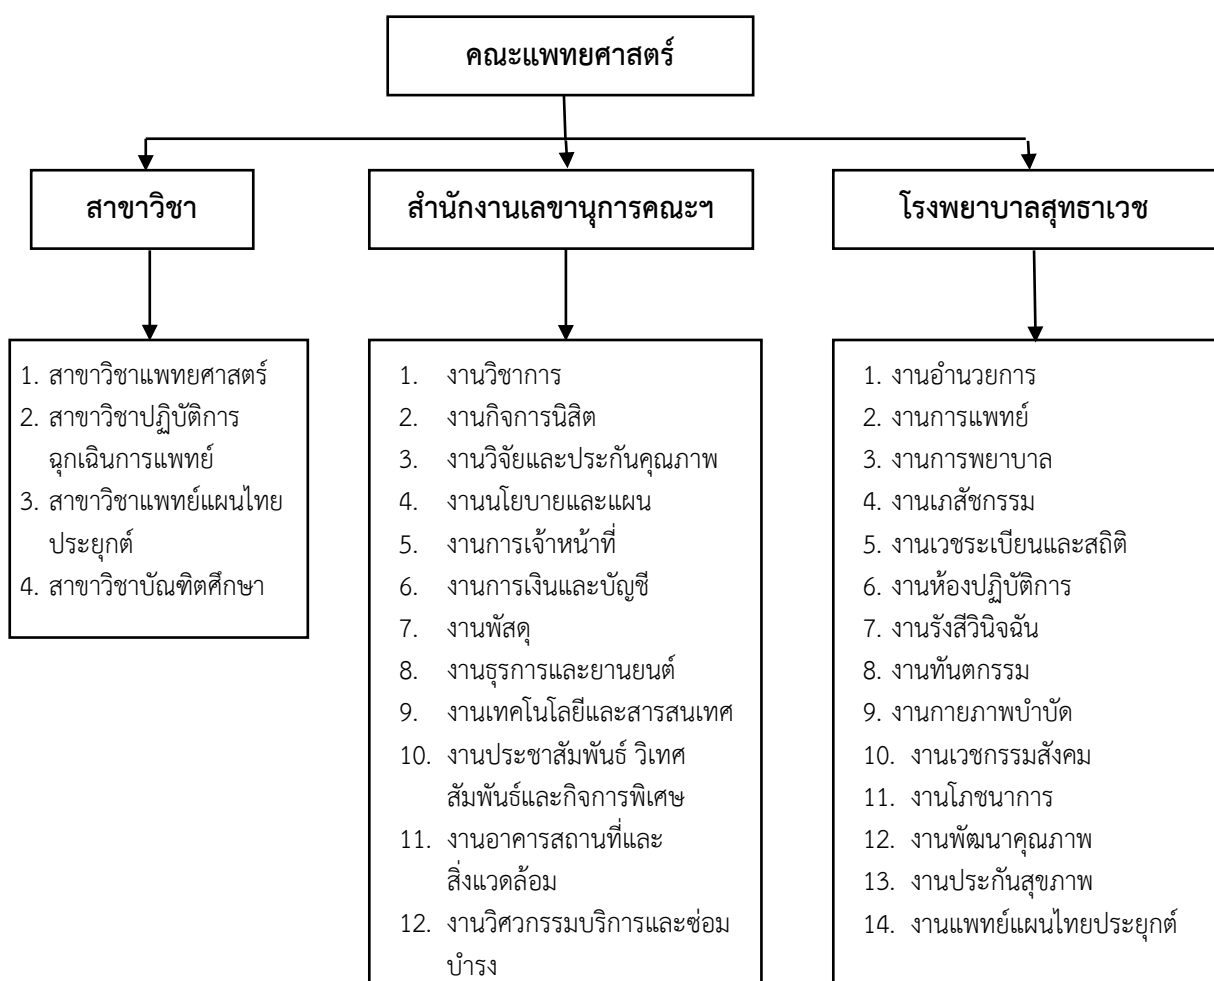 คณะแพทยศาสตร์
สาขาวิชา
สำนักงานเลขานุการคณะฯ
โรงพยาบาลสุทธาเวช
1. สาขาวิชาแพทยศาสตร์
2. สาขาวิชาปฏิบัติการ
ฉุกเฉินการแพทย์
3. สาขาวิชาแพทย์แผนไทย
ประยุกต์
4. สาขาวิชาบัณฑิตศึกษา
1. งานวิชาการ
2. งานกิจการนิสิต
3. งานวิจัยและประกันคุณภาพ
4. งานนโยบายและแผน
5. งานการเจ้าหน้าที่
6. งานการเงินและบัญชี
7. งานพัสดุ
8. งานธุรการและยานยนต์
9. งานเทคโนโลยีและสารสนเทศ
10. งานประชาสัมพันธ์ วิเทศ
สัมพันธ์และกิจการพิเศษ
11. งานอาคารสถานที่และ
สิ่งแวดล้อม
12. งานวิศวกรรมบริการและซ่อม
บำรุง
1. งานอำนวยการ
2. งานการแพทย์
3. งานการพยาบาล
4. งานเภสัชกรรม
5. งานเวชระเบียนและสถิติ
6. งานห้องปฏิบัติการ
7. งานรังสีวินิจฉัน
8. งานทันตกรรม
9. งานกายภาพบำบัด
10. งานเวชกรรมสังคม
11. งานโภชนาการ
12. งานพัฒนาคุณภาพ
13. งานประกันสุขภาพ
14. งานแพทย์แผนไทยประยุกต์